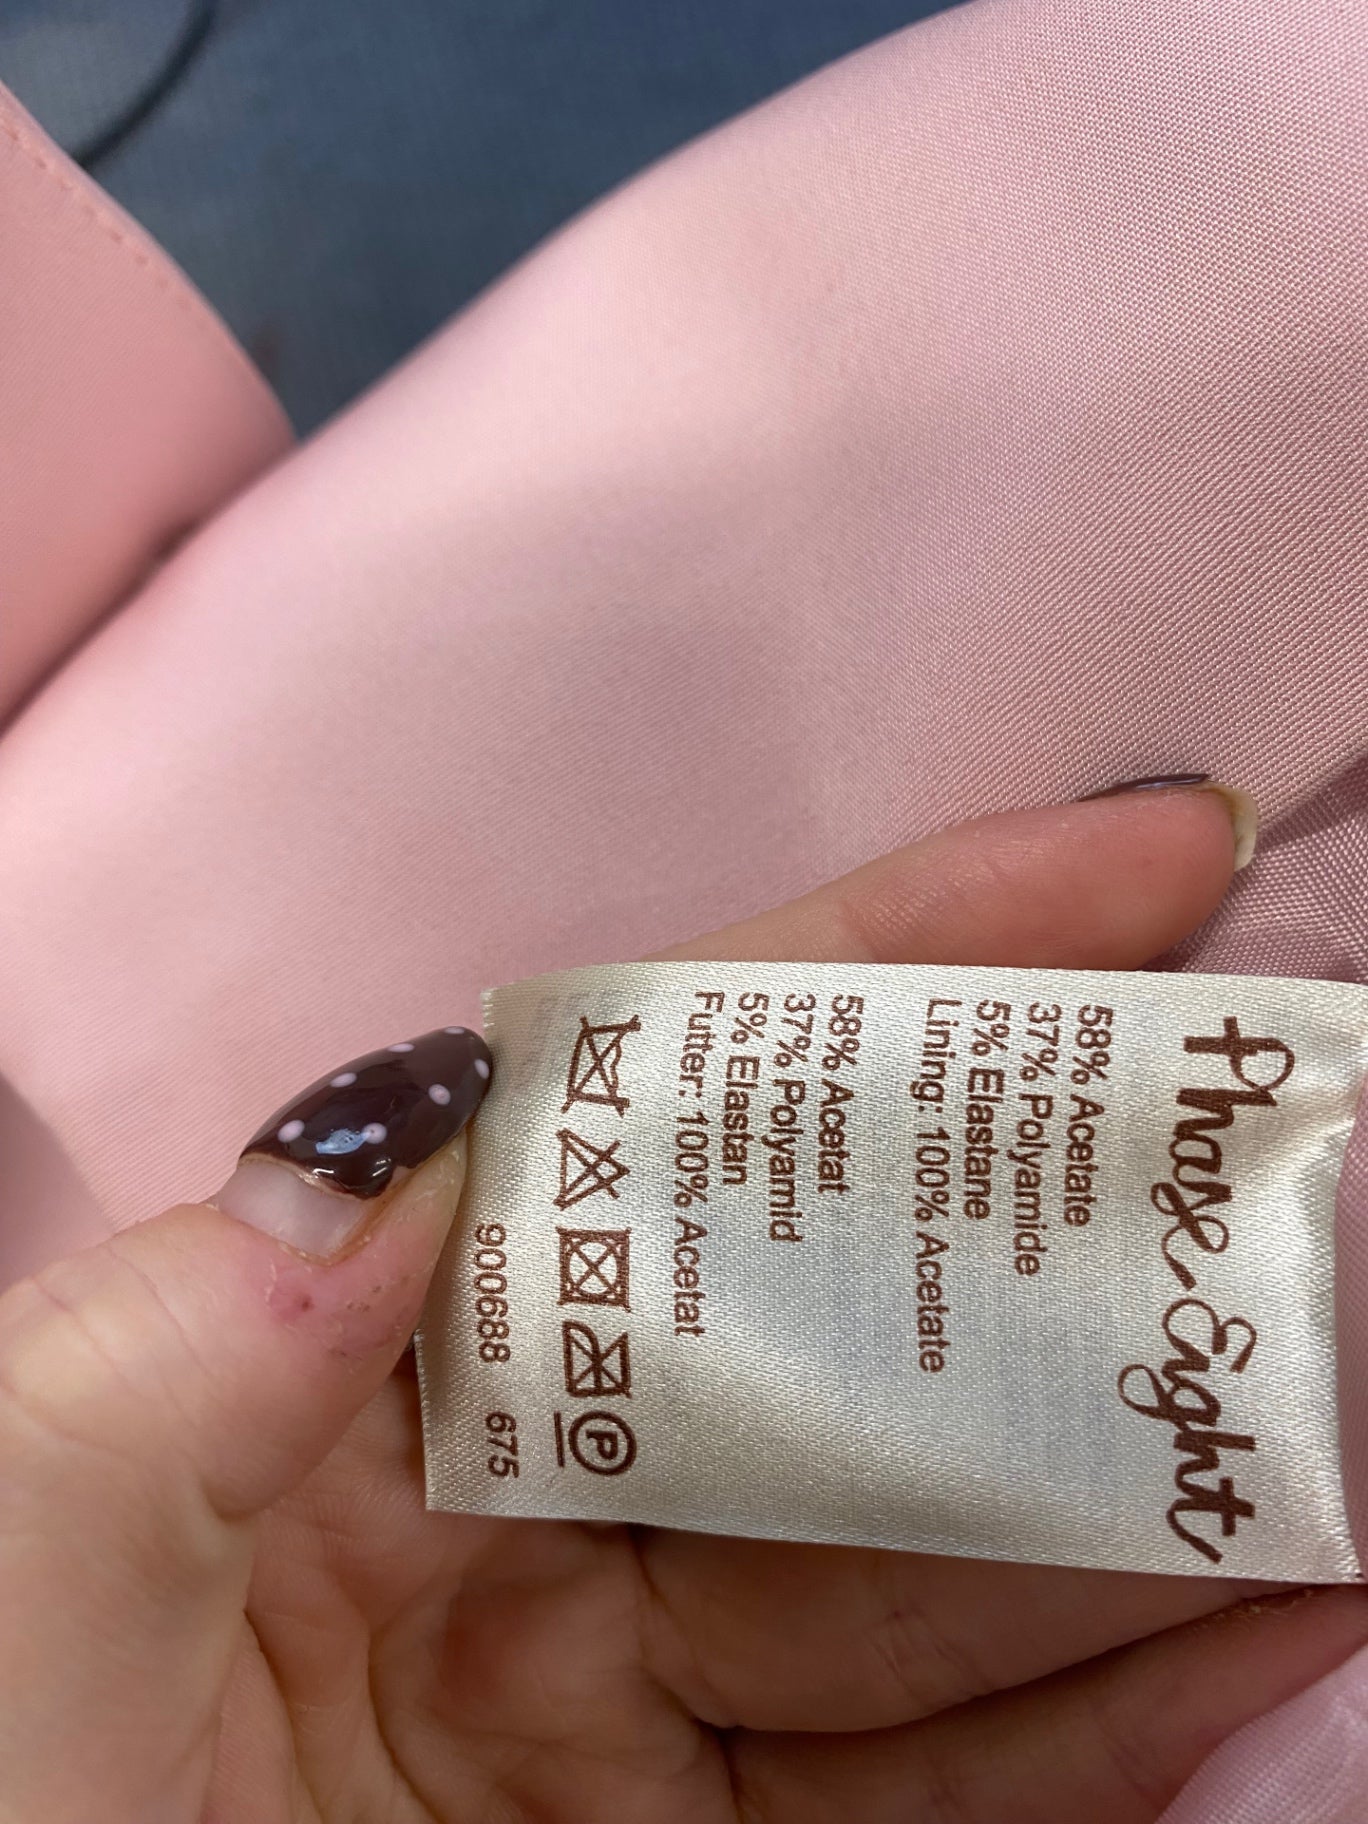 Phase Eight
58% Acetate
37% Polyamide
5% Elastane
Lining: 100% Acetate
58% Acetat
37% Polyamid
5% Elastan
Futter: 100% Acetat
P
900688 675